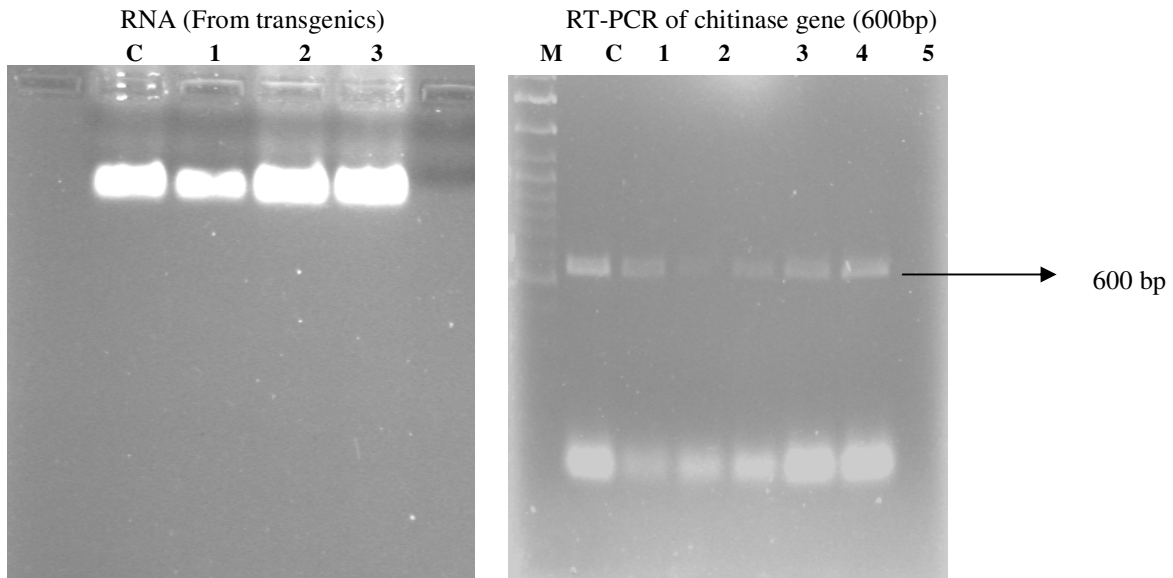 RNA (From transgenics)
C 1 2 3
RT-PCR of chitinase gene (600bp)
M C 1 2 3 4 5
600 bp